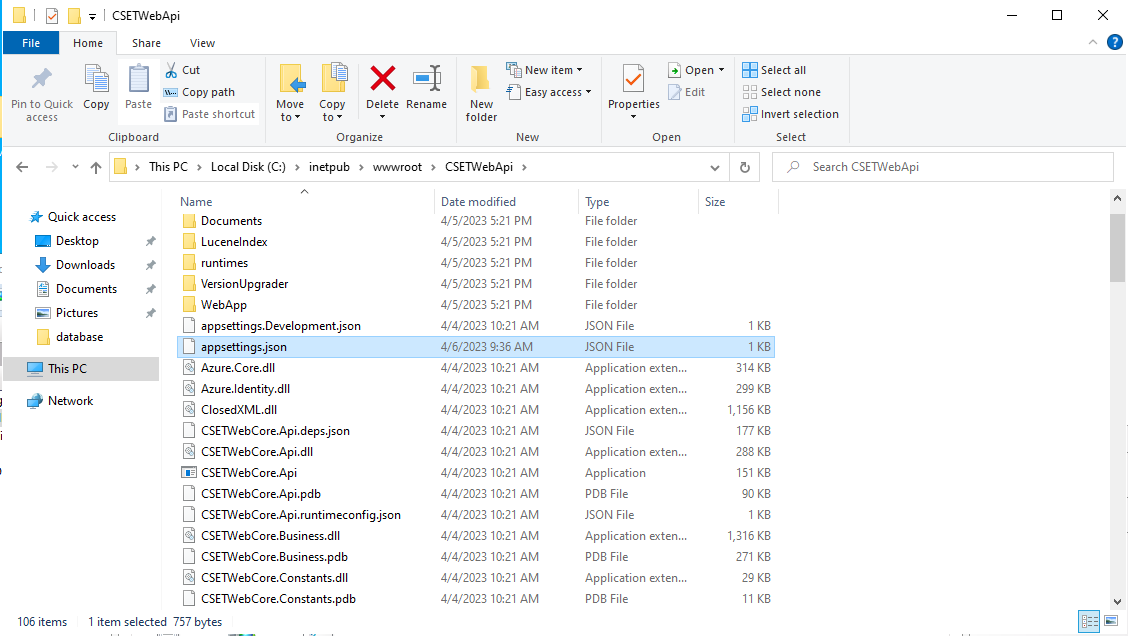 CSETWebApi
File Home Share View
Pin to Quick access
Copy
Paste
Cut
Copy path
Paste shortcut
Clipboard
Move to
Copy to
Delete
Rename
Organize
New folder
New item
Easy access
New
Properties
Open
Edit
Open
Select all
Select none
Invert selection
Select
This PC > Local Disk (C:) > inetpub > wwwroot > CSETWebApi >
Search CSETWebApi
Quick access
Desktop
Downloads
Documents
Pictures
database
This PC
Network
Name Date modified Type Size
Documents 4/5/2023 5:21 PM File folder
LuceneIndex 4/5/2023 5:21 PM File folder
runtimes 4/5/2023 5:21 PM File folder
VersionUpgrader 4/5/2023 5:21 PM File folder
WebApp 4/5/2023 5:21 PM File folder
appsettings.Development.json 4/4/2023 10:21 AM JSON File 1 KB
appsettings.json 4/6/2023 9:36 AM JSON File 1 KB
Azure.Core.dll 4/4/2023 10:21 AM Application exten... 314 KB
Azure.Identity.dll 4/4/2023 10:21 AM Application exten... 299 KB
ClosedXML.dll 4/4/2023 10:21 AM Application exten... 1,156 KB
CSETWebCore.Api.deps.json 4/4/2023 10:21 AM JSON File 177 KB
CSETWebCore.Api.dll 4/4/2023 10:21 AM Application exten... 288 KB
CSETWebCore.Api 4/4/2023 10:21 AM Application 151 KB
CSETWebCore.Api.pdb 4/4/2023 10:21 AM PDB File 90 KB
CSETWebCore.Api.runtimeconfig.json 4/4/2023 10:21 AM JSON File 1 KB
CSETWebCore.Business.dll 4/4/2023 10:21 AM Application exten... 1,316 KB
CSETWebCore.Business.pdb 4/4/2023 10:21 AM PDB File 271 KB
CSETWebCore.Constants.dll 4/4/2023 10:21 AM Application exten... 29 KB
CSETWebCore.Constants.pdb 4/4/2023 10:21 AM PDB File 11 KB
106 items 1 item selected 757 bytes